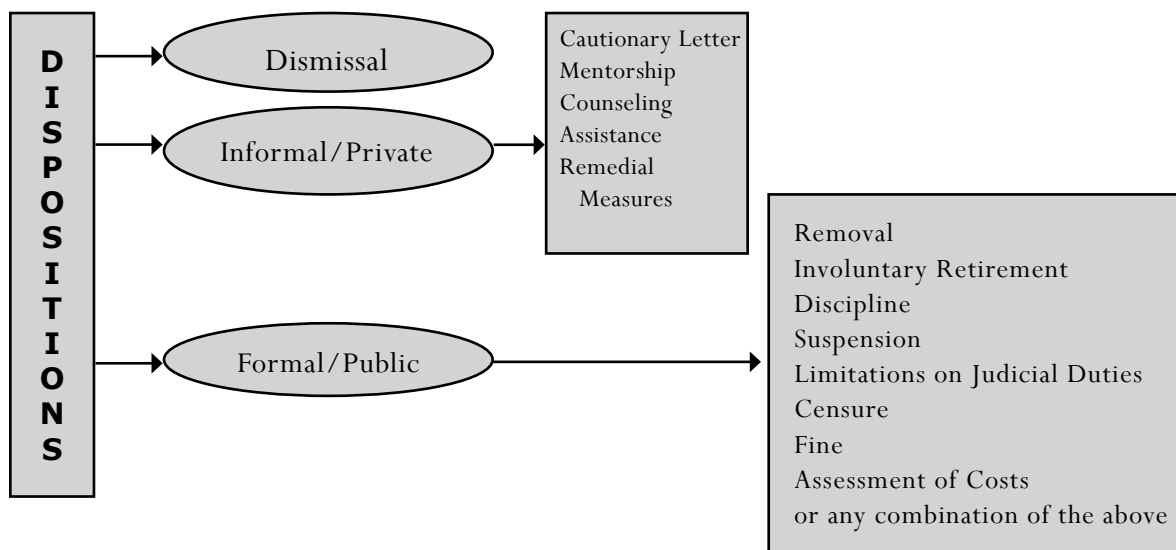 DISPOSITIONS
Dismissal
Informal/Private
Cautionary Letter
Mentorship
Counseling
Assistance
Remedial
Measures
Formal/Public
Removal
Involuntary Retirement
Discipline
Suspension
Limitations on Judicial Duties
Censure
Fine
Assessment of Costs
or any combination of the above